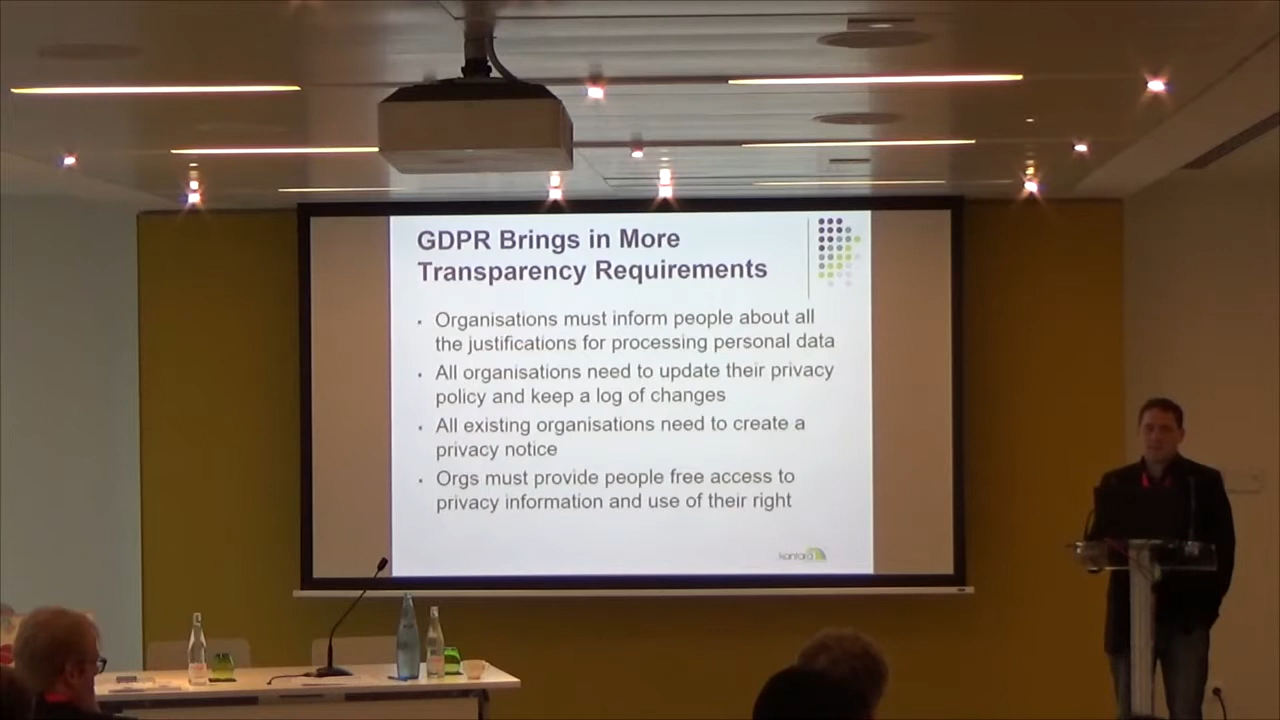 GDPR Brings in More
Transparency Requirements
• Organisations must inform people about all
the justifications for processing personal data
• All organisations need to update their privacy
policy and keep a log of changes
• All existing organisations need to create a
privacy notice
• Orgs must provide people free access to
privacy information and use of their right
kantara